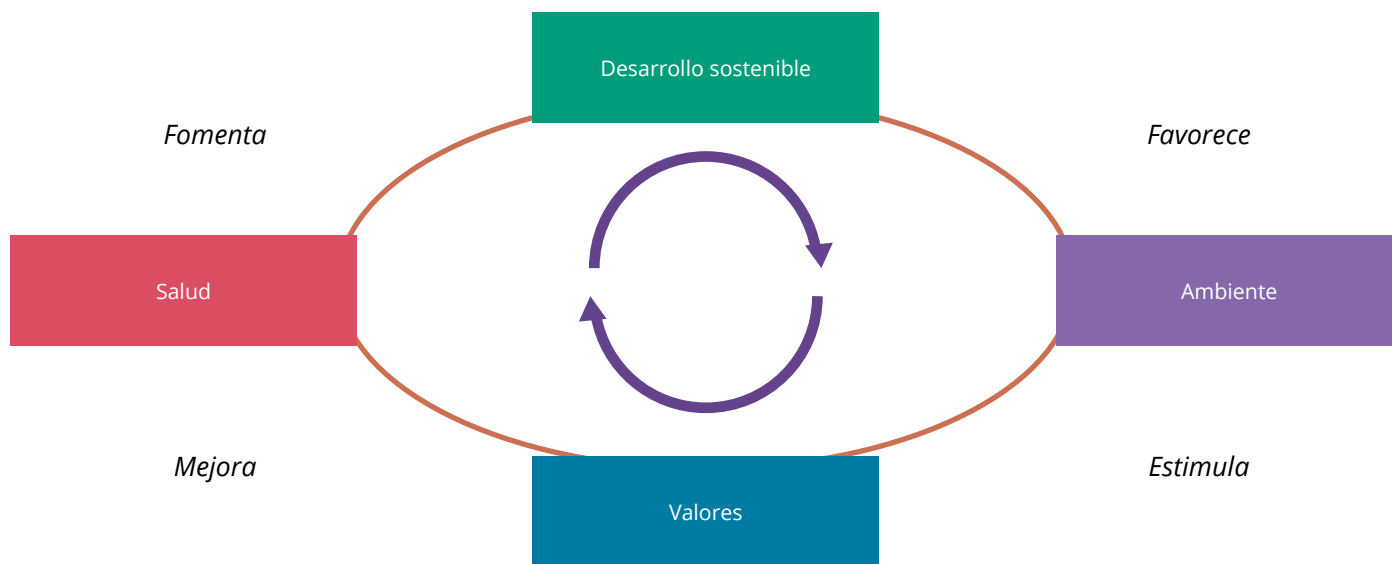 Desarrollo sostenible
Fomenta
Favorece
Salud
Ambiente
Mejora
Estimula
Valores